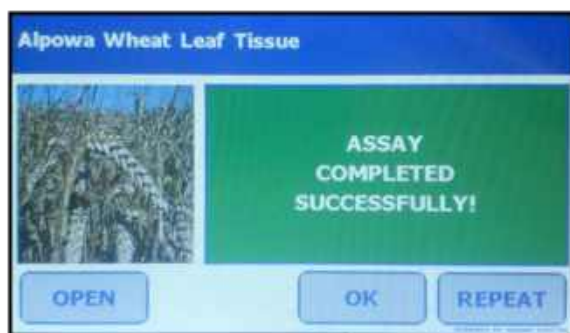 Alpowa Wheat Leaf Tissue
ASSAY
COMPLETED
SUCCESSFULLY!
OPEN
OK
REPEAT